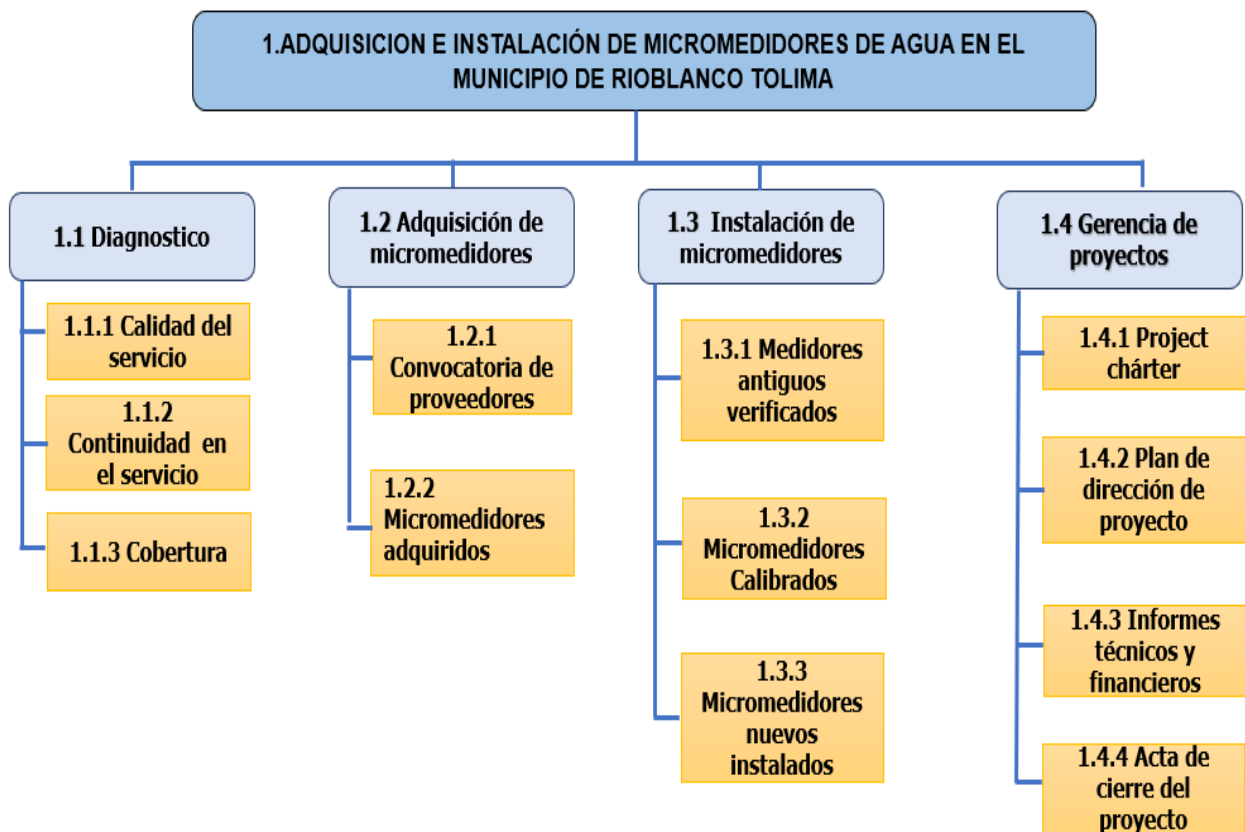 1.ADQUISICION E INSTALACIÓN DE MICROMEDIDORES DE AGUA EN EL
MUNICIPIO DE RIOBLANCO TOLIMA
1.1 Diagnostico
1.1.1 Calidad del
servicio
1.1.2
Continuidad en
el servicio
1.1.3 Cobertura
1.2 Adquisición de
micromedidores
1.2.1
Convocatoria de
proveedores
1.2.2
Micromedidores
adquiridos
1.3 Instalación de
micromedidores
1.3.1 Medidores
antiguos
verificados
1.3.2
Micromedidores
Calibrados
1.3.3
Micromedidores
nuevos
instalados
1.4 Gerencia de
proyectos
1.4.1 Project
chárter
1.4.2 Plan de
dirección de
proyecto
1.4.3 Informes
técnicos y
financieros
1.4.4 Acta de
cierre del
proyecto